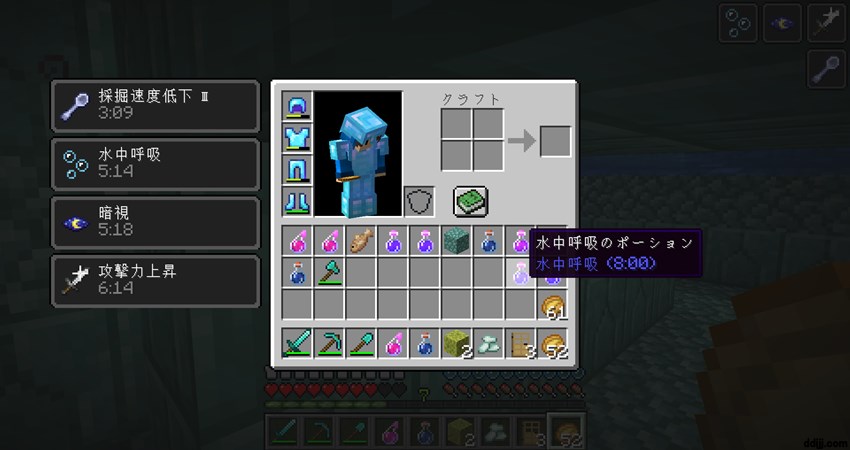 採掘速度低下 Ⅲ
3:09
水中呼吸
5:14
暗視
5:18
攻撃力上昇
6:14
クラフト
水中呼吸のポーション
水中呼吸 (8:00)
61
2
3
52
2
3
52
ddjjj.com